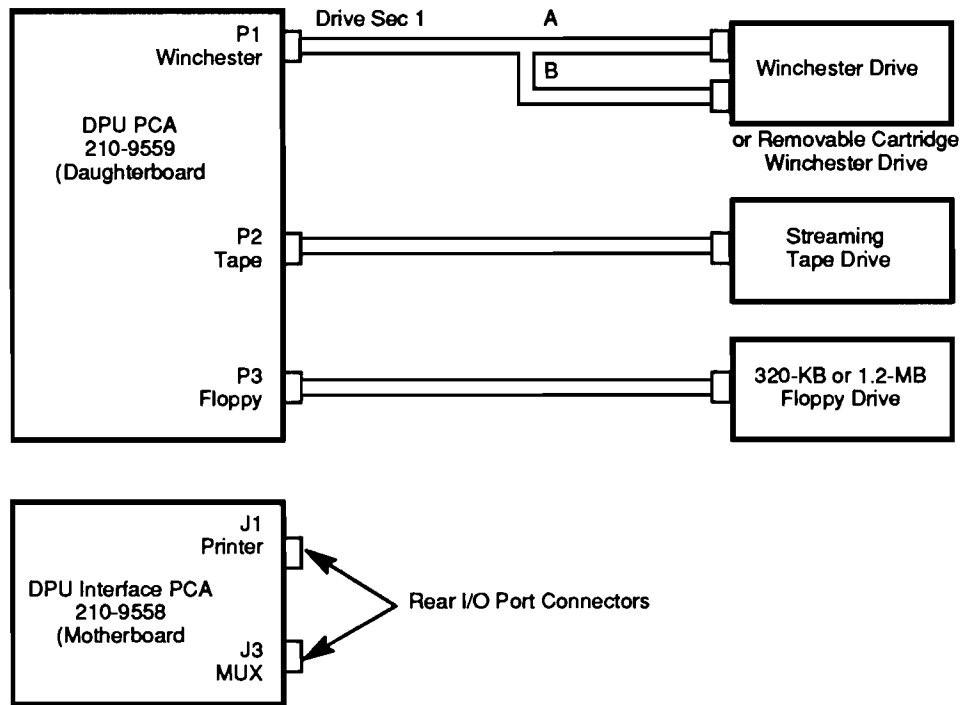 Drive Sec 1
A
P1
Winchester
B
Winchester Drive
or Removable Cartridge
Winchester Drive
DPU PCA
210-9559
(Daughterboard
P2
Tape
Streaming
Tape Drive
P3
Floppy
320-KB or 1.2-MB
Floppy Drive
J1
Printer
DPU Interface PCA
210-9558
(Motherboard
Rear I/O Port Connectors
J3
MUX